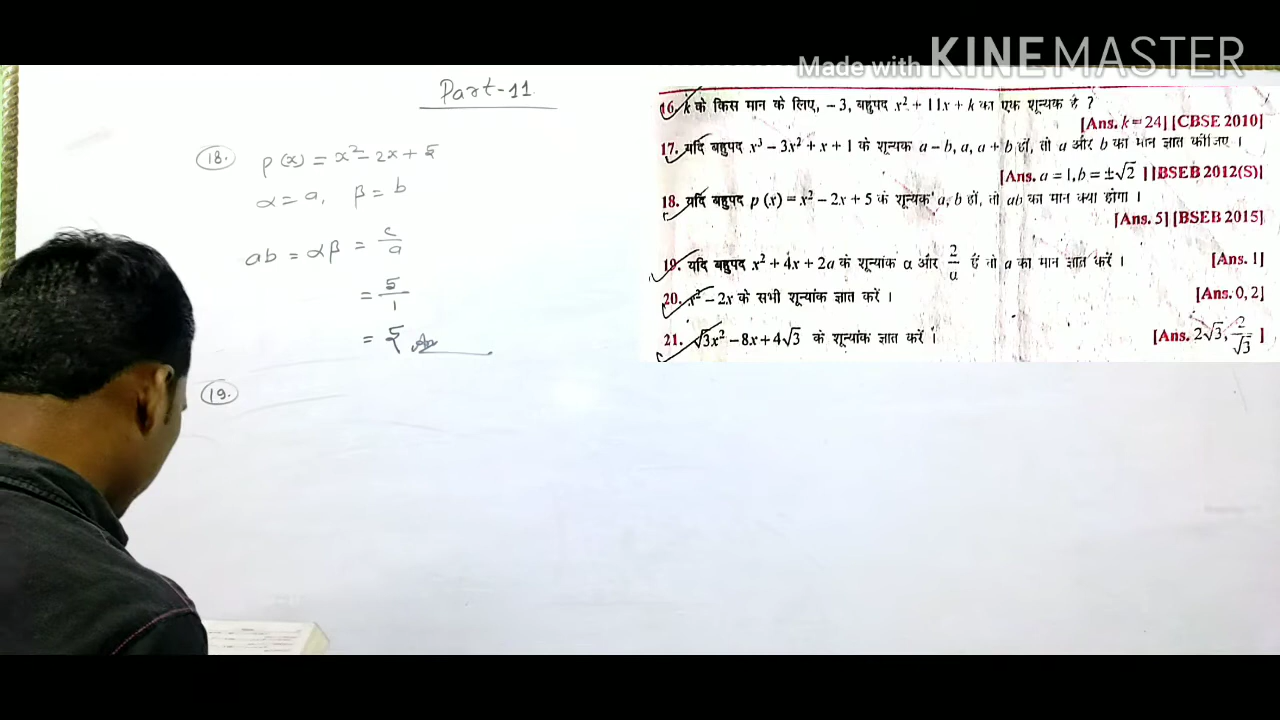 Made with KINEMASTER
Part-11
18. p(x) = x² - 2x + 5
α = a, β = b
ab = αβ = c/a
= 5/1
= 5 Ans
19.
16. k के किस मान के लिए, – 3, बहुपद x² + 11x + k का एक शून्यक है ?
[Ans. k = 24] [CBSE 2010]
17. यदि बहुपद x³ – 3x² + x + 1 के शून्यक a – b, a, a + b हों, तो a और b का मान ज्ञात कीजिए ।
[Ans. a = 1, b = ±√2 ] [BSEB 2012(S)]
18. यदि बहुपद p (x) = x² – 2x + 5 के शून्यक a, b हों, तो ab का मान क्या होगा ।
[Ans. 5] [BSEB 2015]
19. यदि बहुपद x² + 4x + 2a के शून्यांक α और 2/α हैं तो a का मान ज्ञात करें । [Ans. 1]
20. x² – 2x के सभी शून्यांक ज्ञात करें । [Ans. 0, 2]
21. √3x² – 8x + 4√3 के शून्यांक ज्ञात करें । [Ans. 2√3, 2/√3 ]